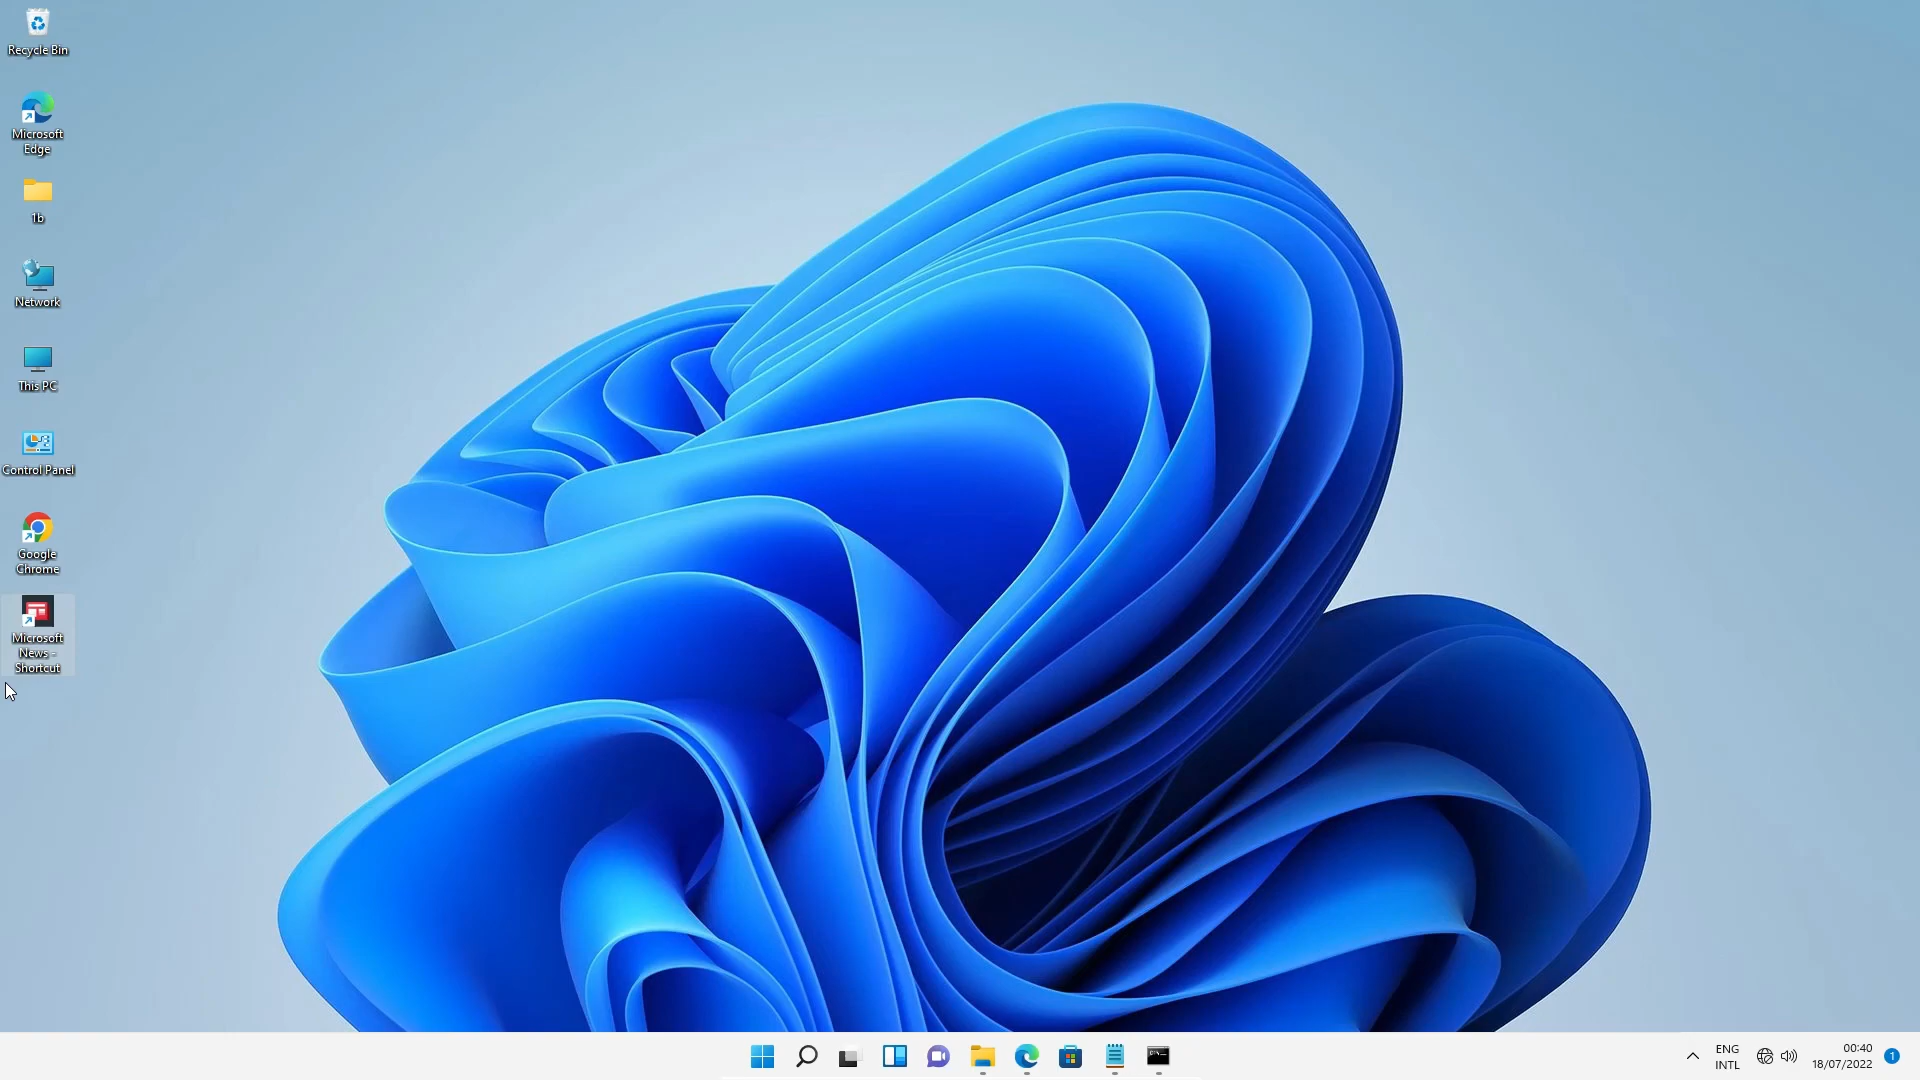 Recycle Bin
Microsoft
Edge
1b
Network
This PC
Control Panel
Google
Chrome
Microsoft
News -
Shortcut
ENG
INTL
00:40
18/07/2022
1